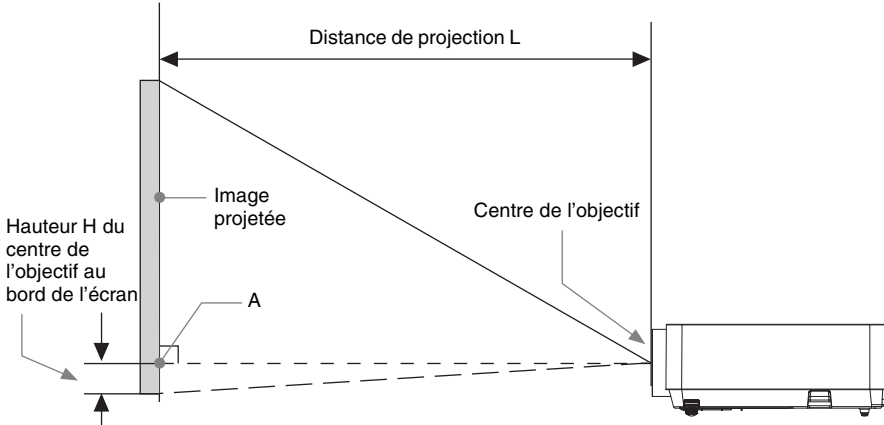 Distance de projection L
Image
projetée
Centre de l'objectif
Hauteur H du
centre de
l'objectif au
bord de l'écran
A